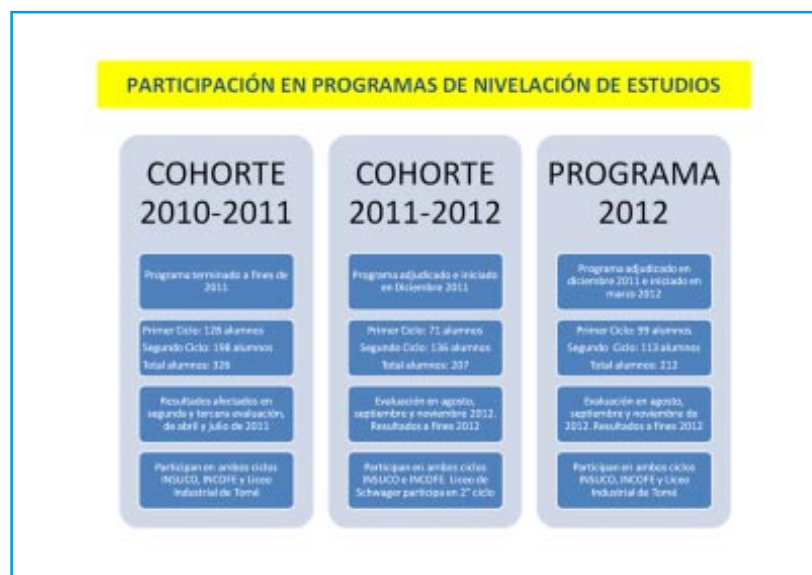 PARTICIPACIÓN EN PROGRAMAS DE NIVELACIÓN DE ESTUDIOS
COHORTE
2010-2011
Programa terminado a fines de
2011
Primer Ciclo: 128 alumnos
Segundo Ciclo: 198 alumnos
Total alumnos: 326
Resultados afectados en
segunda y tercera evaluación,
de abril y julio de 2011
Participan en ambos ciclos
INSUCO, INCOFE y Liceo
Industrial de Tomé
COHORTE
2011-2012
Programa adjudicado e iniciado
en Diciembre 2011
Primer Ciclo: 71 alumnos
Segundo Ciclo: 136 alumnos
Total alumnos: 207
Evaluación en agosto,
septiembre y noviembre 2012.
Resultados a fines 2012
Participan en ambos ciclos
INSUCO e INCOFE. Liceo de
Schwager participa en 2° ciclo
PROGRAMA
2012
Programa adjudicado en
diciembre 2011 e iniciado en
marzo 2012
Primer Ciclo: 99 alumnos
Segundo Ciclo: 113 alumnos
Total alumnos: 212
Evaluación en agosto,
septiembre y noviembre de
2012. Resultados a fines 2012
Participan en ambos ciclos
INSUCO, INCOFE y Liceo
Industrial de Tomé